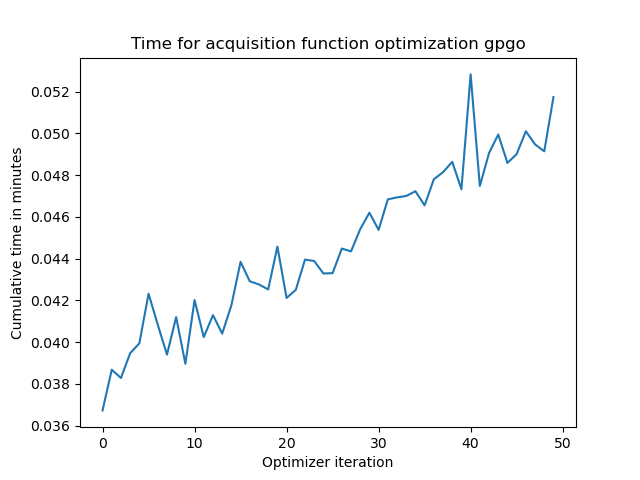 Time for acquisition function optimization gpgo
Cumulative time in minutes
0.052
0.050
0.048
0.046
0.044
0.042
0.040
0.038
0.036
0 10 20 30 40 50
Optimizer iteration